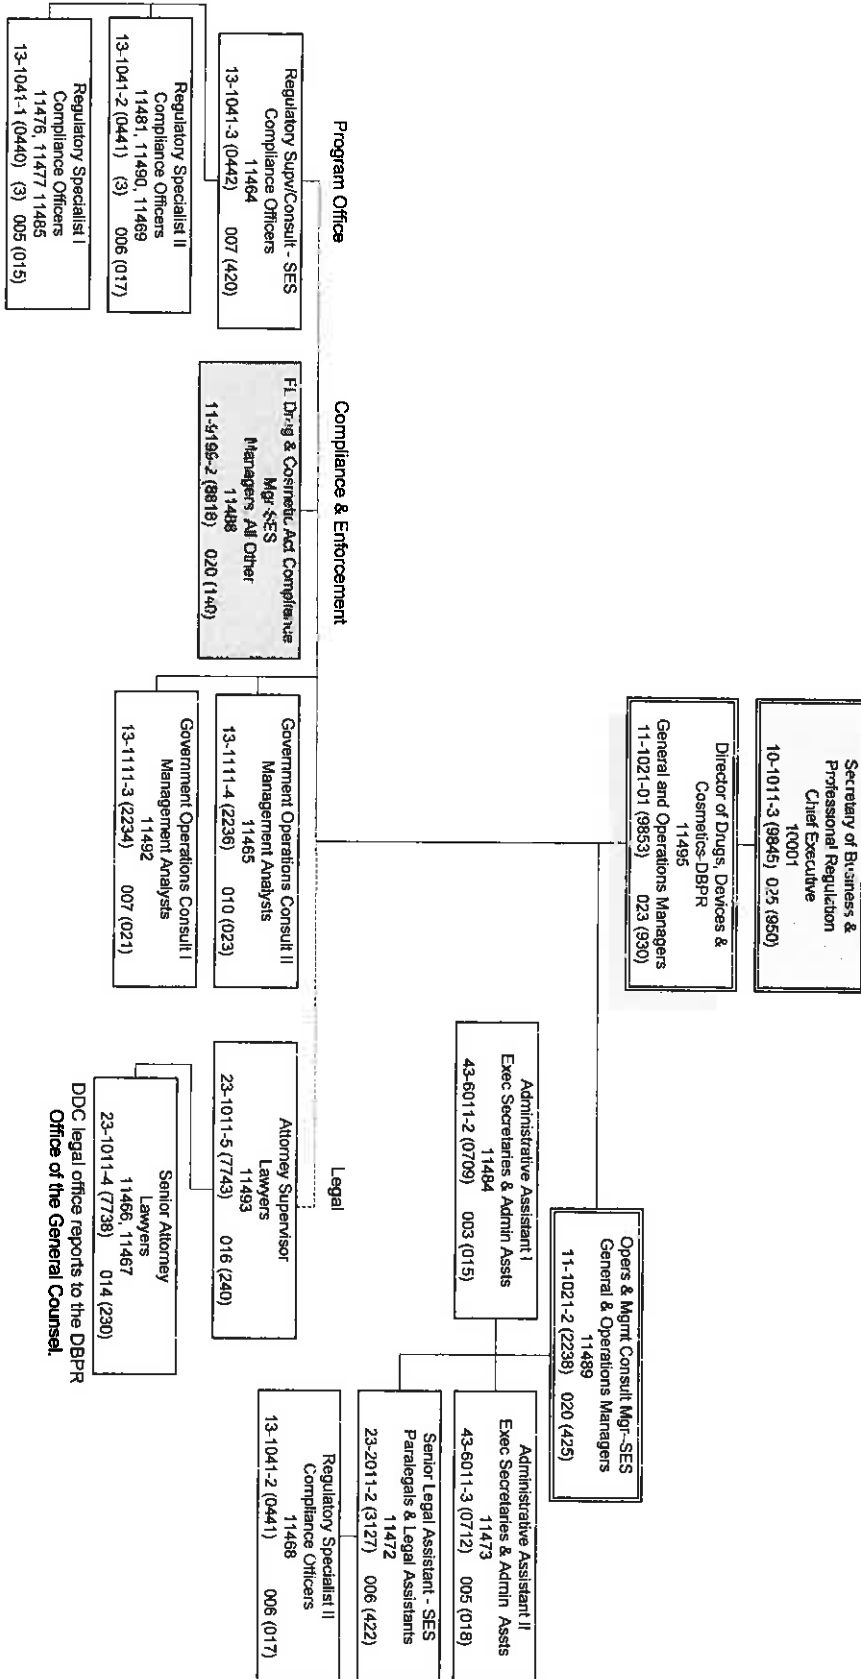 Secretary of Business &
Professional Regulation
Chief Executive
10001
10-1011-3 (9845) 025 (950)
Director of Drugs, Devices &
Cosmetics-DBPR
11495
General and Operations Managers
11-1021-01 (9853) 023 (930)
Opers & Mgmt Consult Mgr--SES
General & Operations Managers
11489
11-1021-2 (2238) 020 (425)
Administrative Assistant I
Exec Secretaries & Admin Assts
11484
43-6011-2 (0709) 003 (015)
Administrative Assistant II
Exec Secretaries & Admin Assts
11473
43-6011-3 (0712) 005 (018)
Senior Legal Assistant - SES
Paralegals & Legal Assistants
11472
23-2011-2 (3127) 006 (422)
Regulatory Specialist II
Compliance Officers
11468
13-1041-2 (0441) 006 (017)
Program Office
Compliance & Enforcement
Legal
Regulatory Supv/Consult - SES
Compliance Officers
11464
13-1041-3 (0442) 007 (420)
Regulatory Specialist II
Compliance Officers
11481, 11490, 11469
13-1041-2 (0441) (3) 006 (017)
Regulatory Specialist I
Compliance Officers
11476, 11477 11485
13-1041-1 (0440) (3) 005 (015)
FL Drug & Cosmetic Act Compliance
Mgr-SES
Managers, All Other
11488
11-9199-2 (8818) 020 (140)
Government Operations Consult II
Management Analysts
11465
13-1111-4 (2236) 010 (023)
Government Operations Consult I
Management Analysts
11492
13-1111-3 (2234) 007 (021)
Attorney Supervisor
Lawyers
11493
23-1011-5 (7743) 016 (240)
Senior Attorney
Lawyers
11466, 11467
23-1011-4 (7738) 014 (230)
DDC legal office reports to the DBPR
Office of the General Counsel.